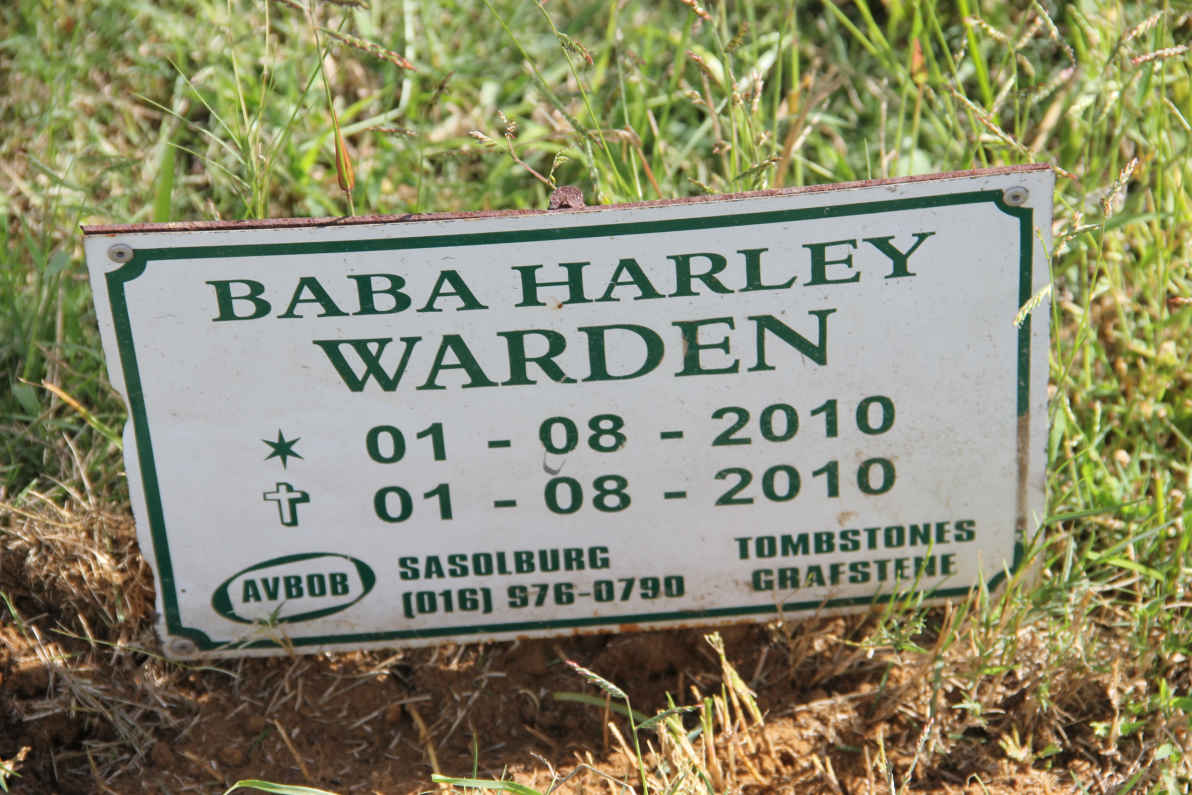 BABA HARLEY
WARDEN
01 - 08 - 2010
01 - 08 - 2010
AVBOB
SASOLBURG
(016) 976-0790
TOMBSTONES
GRAFSTENE